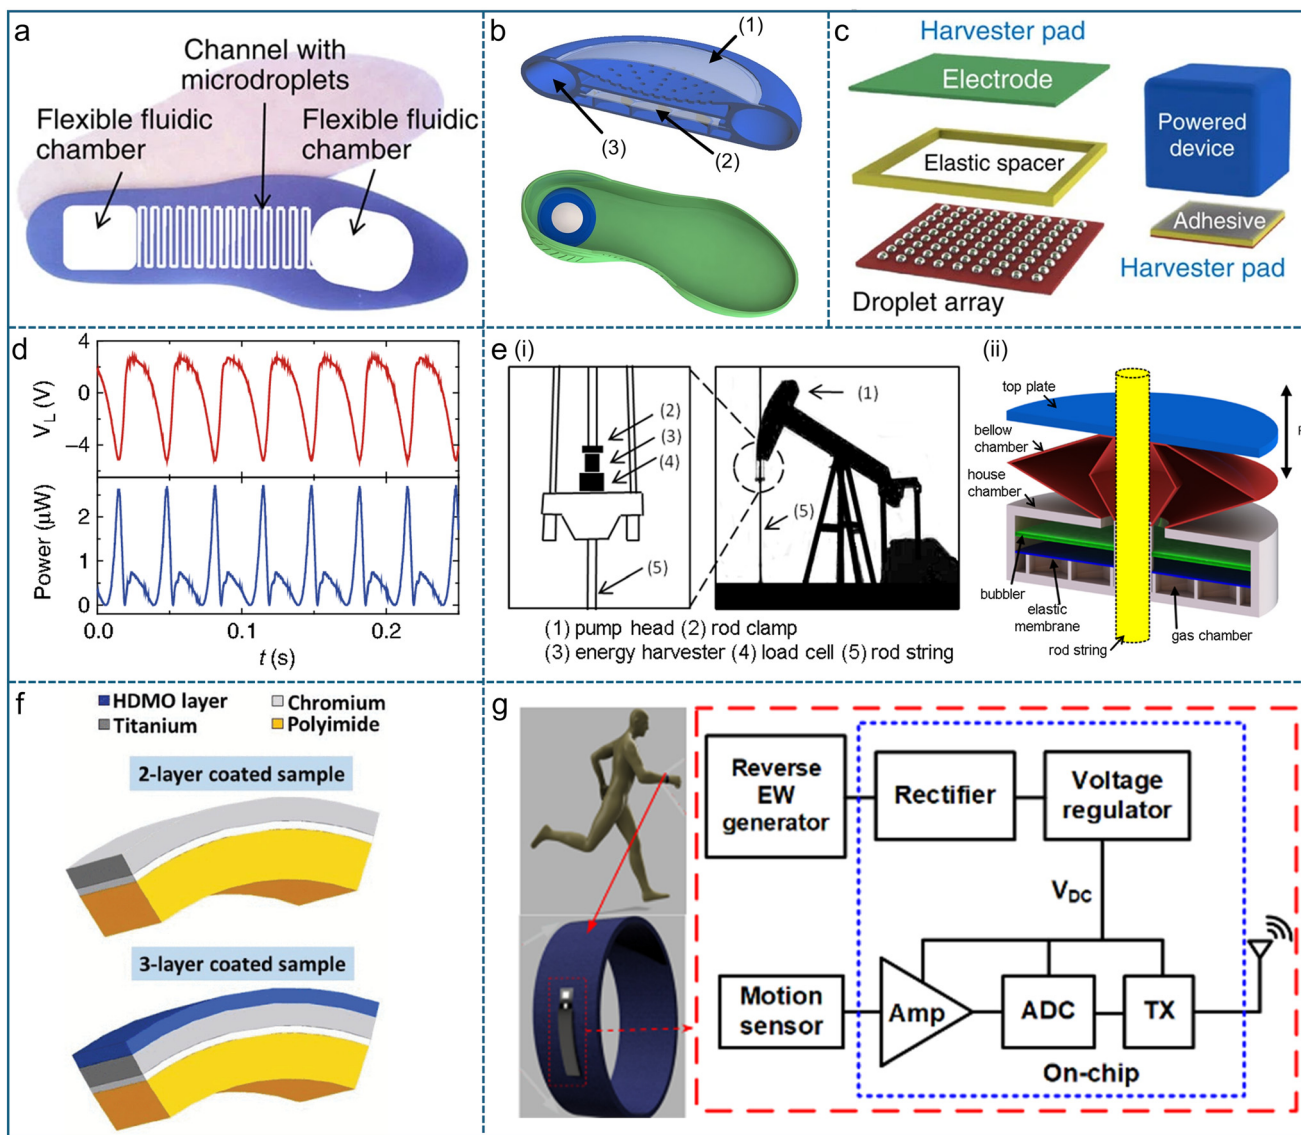 a
Channel with
microdroplets
Flexible fluidic
chamber
Flexible fluidic
chamber
b
(1)
(3)
(2)
c
Harvester pad
Electrode
Elastic spacer
Droplet array
Powered
device
Adhesive
Harvester pad
d
4
0
−4
V_L (V)
2
1
0
Power (μW)
0.0
0.1
0.2
t (s)
e
(i)
(2)
(3)
(4)
(5)
(1)
(5)
(1) pump head (2) rod clamp
(3) energy harvester (4) load cell (5) rod string
(ii)
top plate
bellow
chamber
house
chamber
bubbler
elastic
membrane
rod string
gas chamber
F
f
HDMO layer
Chromium
Titanium
Polyimide
2-layer coated sample
3-layer coated sample
g
Reverse
EW
generator
Rectifier
Voltage
regulator
V_DC
Motion
sensor
Amp
ADC
TX
On-chip